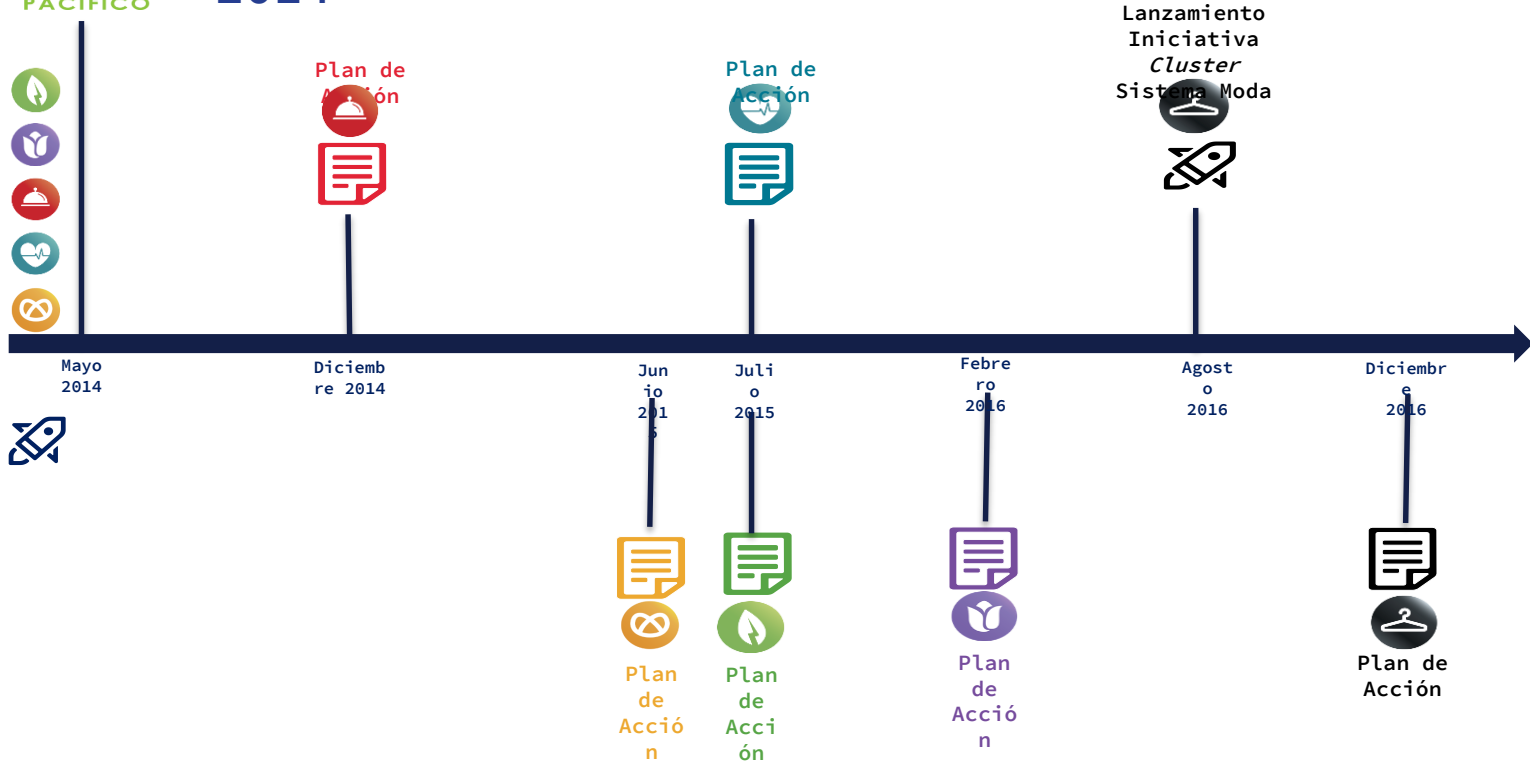 PACIFICO
2014
Lanzamiento
Iniciativa
Cluster
Sistema Moda
Plan de
Acción
Plan de
Acción
Mayo
2014
Diciemb
re 2014
Jun
io
201
5
Juli
o
2015
Febre
ro
2016
Agost
o
2016
Diciembr
e
2016
Plan
de
Acció
n
Plan
de
Acci
ón
Plan
de
Acció
n
Plan de
Acción